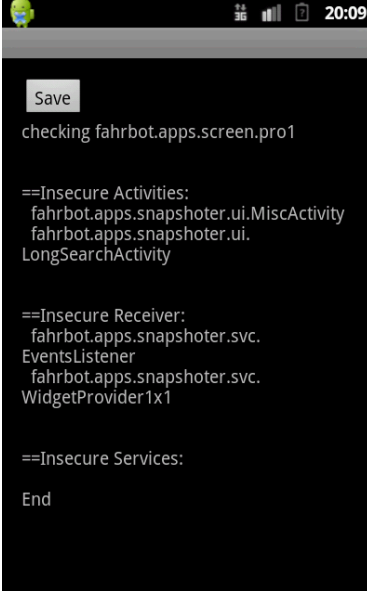 3G
?
20:09
Save
checking fahrbot.apps.screen.pro1
==Insecure Activities:
fahrbot.apps.snapshoter.ui.MiscActivity
fahrbot.apps.snapshoter.ui.
LongSearchActivity
==Insecure Receiver:
fahrbot.apps.snapshoter.svc.
EventsListener
fahrbot.apps.snapshoter.svc.
WidgetProvider1x1
==Insecure Services:
End